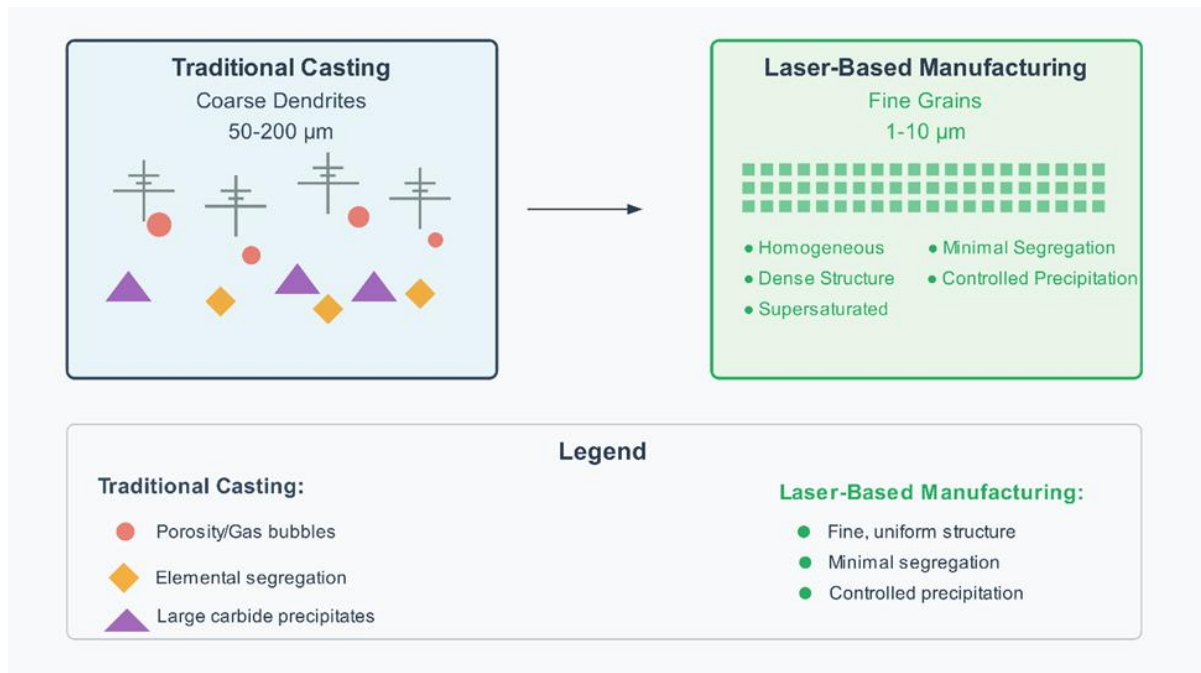 Traditional Casting
Coarse Dendrites
50-200 μm
Laser-Based Manufacturing
Fine Grains
1-10 μm
● Homogeneous
● Minimal Segregation
● Dense Structure
● Controlled Precipitation
● Supersaturated
Legend
Traditional Casting:
Porosity/Gas bubbles
Elemental segregation
Large carbide precipitates
Laser-Based Manufacturing:
Fine, uniform structure
Minimal segregation
Controlled precipitation